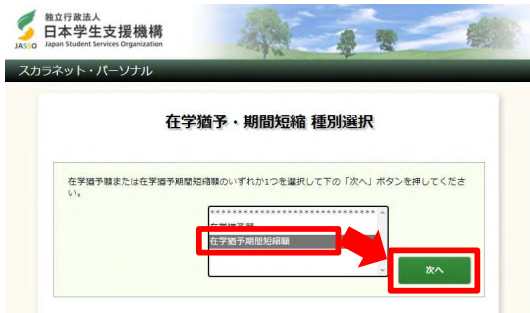 独立行政法人
日本学生支援機構
JASSO Japan Student Services Organization
スカラネット・パーソナル
在学猶予・期間短縮 種別選択
在学猶予願または在学猶予期間短縮願のいずれか1つを選択して下の「次へ」ボタンを押してくださ
い。
******************************
在学猶予願
在学猶予期間短縮願
次へ